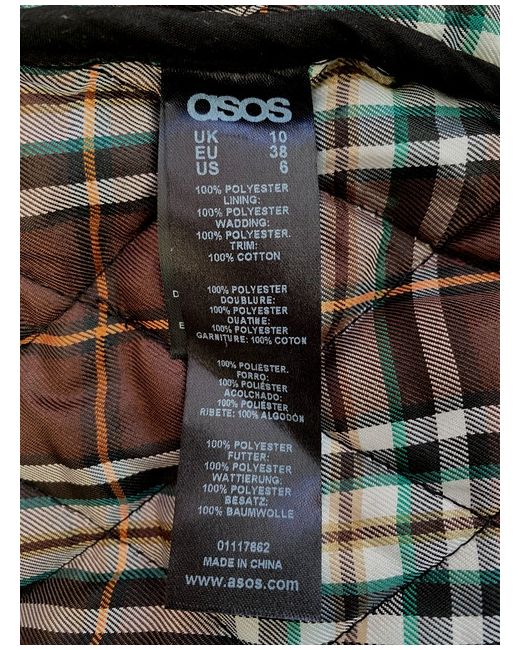 asos
UK 10
EU 38
US 6
100% POLYESTER
LINING:
100% POLYESTER
WADDING:
100% POLYESTER.
TRIM:
100% COTTON
100% POLYESTER
DOUBLURE:
100% POLYESTER
OUATINE:
100% POLYESTER
GARNITURE: 100% COTON
100% POLIESTER.
FORRO:
100% POLIÉSTER
ACOLCHADO:
100% POLIÉSTER
RIBETE: 100% ALGODÓN
100% POLYESTER
FUTTER:
100% POLYESTER
WATTIERUNG:
100% POLYESTER
BESATZ:
100% BAUMWOLLE
01117862
MADE IN CHINA
www.asos.com
D
E